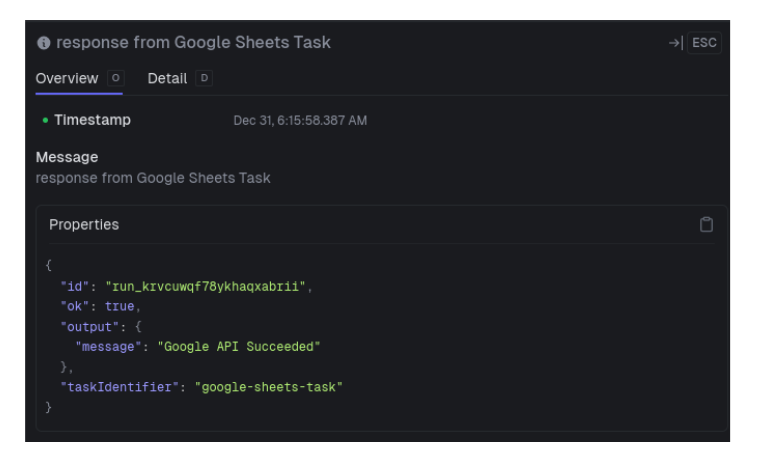 response from Google Sheets Task
ESC
Overview O Detail D
Timestamp Dec 31, 6:15:58.387 AM
Message
response from Google Sheets Task
Properties
{
"id": "run_krvcuwqf78ykhaqxabrii",
"ok": true,
"output": {
"message": "Google API Succeeded"
},
"taskIdentifier": "google-sheets-task"
}